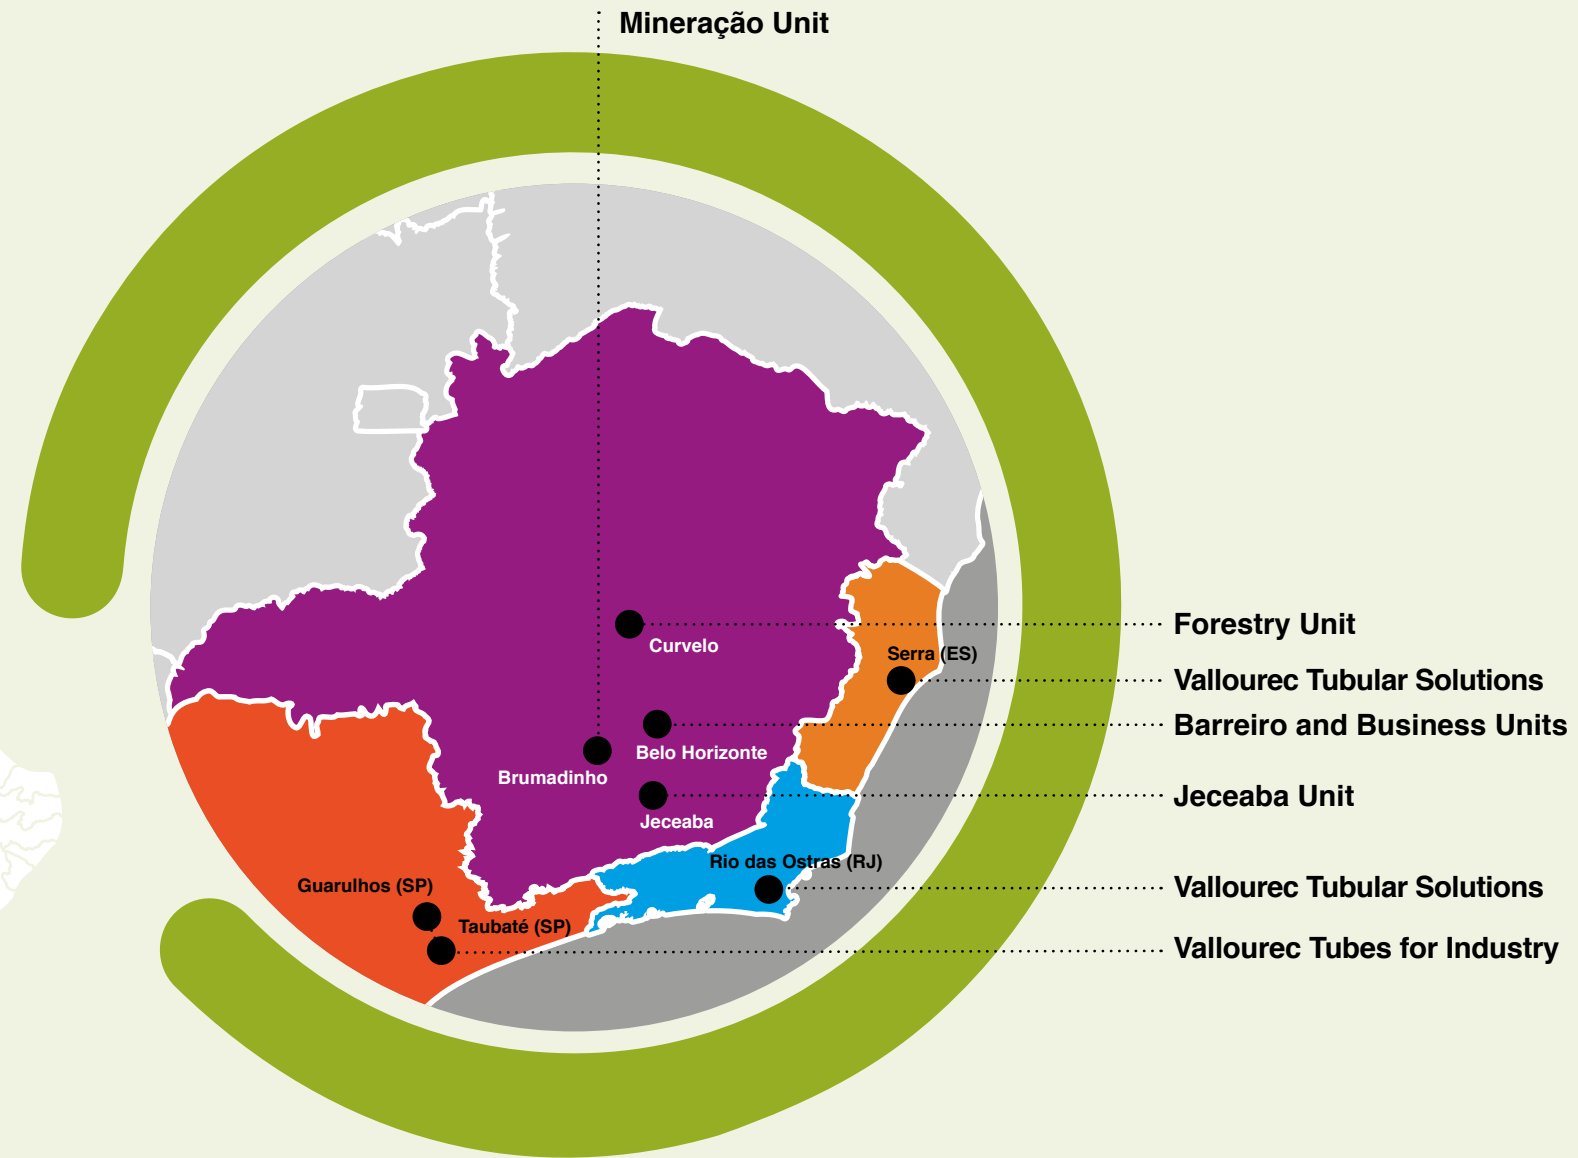 Mineração Unit
Curvelo
Forestry Unit
Serra (ES)
Vallourec Tubular Solutions
Belo Horizonte
Barreiro and Business Units
Brumadinho
Jeceaba
Jeceaba Unit
Rio das Ostras (RJ)
Vallourec Tubular Solutions
Guarulhos (SP)
Taubaté (SP)
Vallourec Tubes for Industry